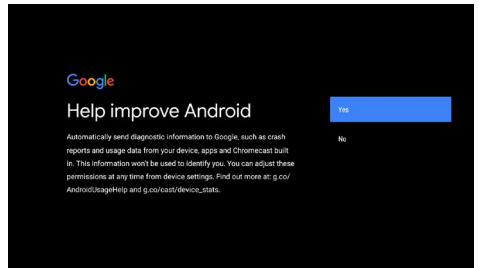 Google
Help improve Android
Automatically send diagnostic information to Google, such as crash
reports and usage data from your device, apps and Chromecast built
in. This information won't be used to identify you. You can adjust these
permissions at any time from device settings. Find out more at: g.co/
AndroidUsageHelp and g.co/cast/device_stats.
Yes
No